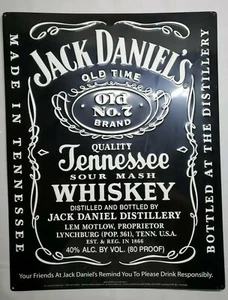 MADE IN TENNESSEE
JACK DANIEL'S
OLD TIME
Old
No. 7
BRAND
QUALITY
Tennessee
SOUR MASH
WHISKEY
DISTILLED AND BOTTLED BY
JACK DANIEL DISTILLERY
LEM MOTLOW, PROPRIETOR
LYNCHBURG (POP. 361), TENN. U.S.A.
EST. & REG. IN 1866
40% ALC. BY VOL. (80 PROOF)
BOTTLED AT THE DISTILLERY
Your Friends At Jack Daniel's Remind You To Please Drink Responsibly.